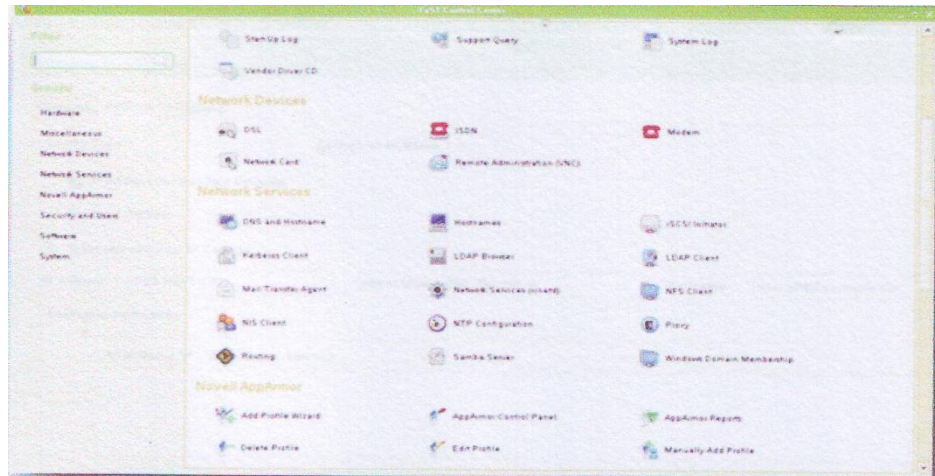 YaST Control Center
Filter
Groups
Hardware
Miscellaneous
Network Devices
Network Services
Novell AppArmor
Security and Users
Software
System
Start-Up Log
Support Query
System Log
Vendor Driver CD
Network Devices
DSL
ISDN
Modem
Network Card
Remote Administration (VNC)
Network Services
DNS and Hostname
Hostnames
iSCSI Initiator
Kerberos Client
LDAP Browser
LDAP Client
Mail Transfer Agent
Network Services (xinetd)
NFS Client
NIS Client
NTP Configuration
Proxy
Routing
Samba Server
Windows Domain Membership
Novell AppArmor
Add Profile Wizard
AppArmor Control Panel
AppArmor Reports
Delete Profile
Edit Profile
Manually Add Profile